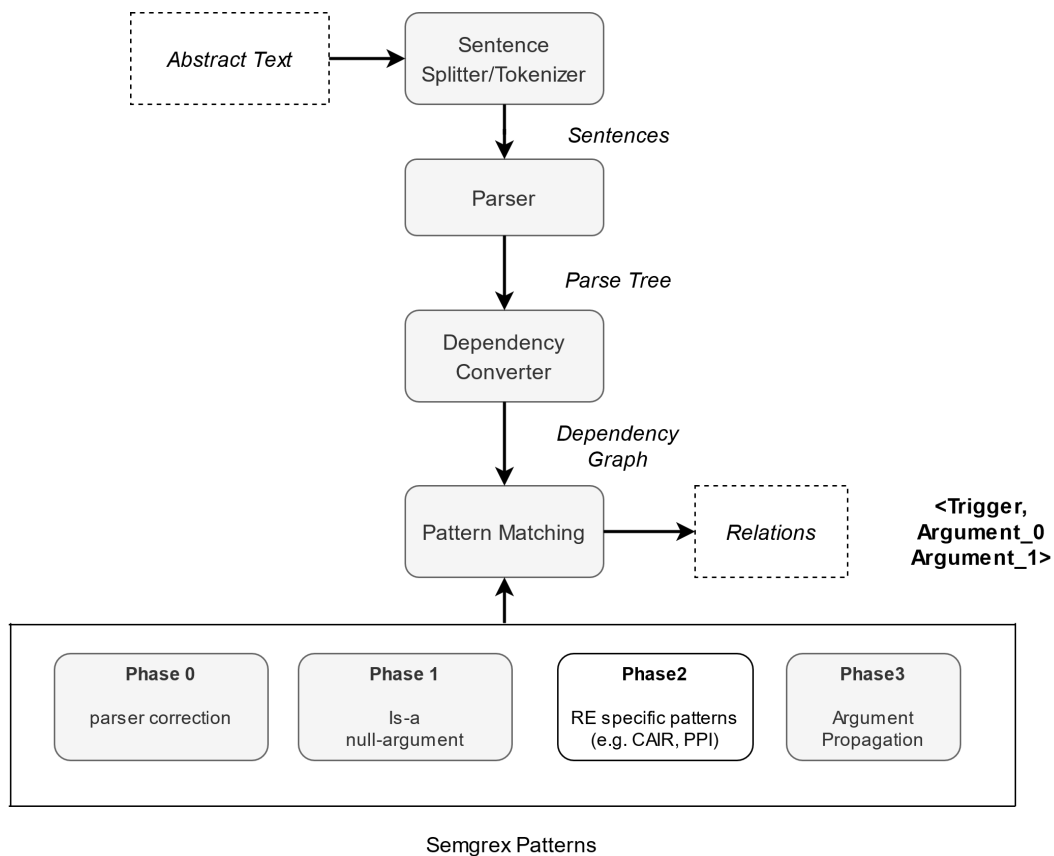 Abstract Text
Sentence
Splitter/Tokenizer
Sentences
Parser
Parse Tree
Dependency
Converter
Dependency
Graph
Pattern Matching
Relations
<Trigger,
Argument_0
Argument_1>
Phase 0
parser correction
Phase 1
Is-a
null-argument
Phase2
RE specific patterns
(e.g. CAIR, PPI)
Phase3
Argument
Propagation
Semgrex Patterns